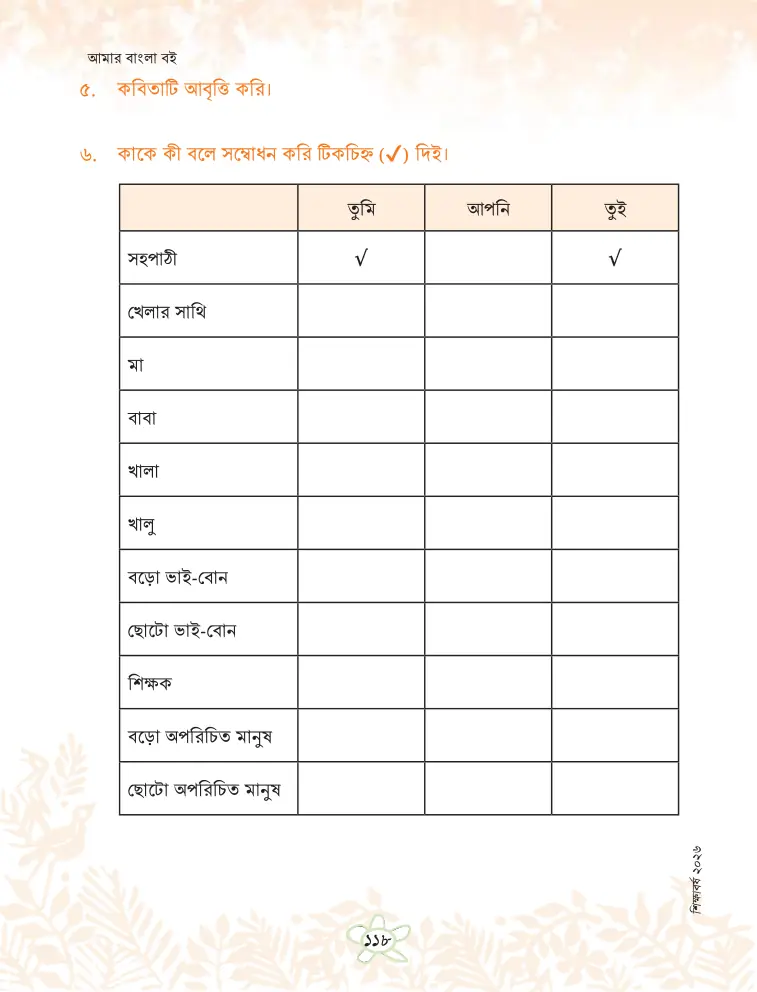 আমার বাংলা বই
৫. কবিতাটি আবৃত্তি করি।
৬. কাকে কী বলে সম্বোধন করি টিকচিহ্ন (✓) দিই।
তুমি আপনি তুই
সহপাঠী √ √
খেলার সাথি
মা
বাবা
খালা
খালু
বড়ো ভাই-বোন
ছোটো ভাই-বোন
শিক্ষক
বড়ো অপরিচিত মানুষ
ছোটো অপরিচিত মানুষ
শিক্ষাবর্ষ ২০২৬
১১৮